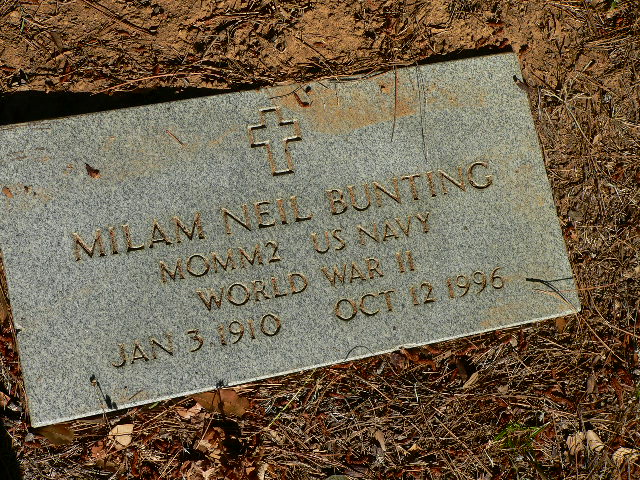 MILAM NEIL BUNTING
MOMM2 US NAVY
WORLD WAR II
JAN 3 1910 OCT 12 1996